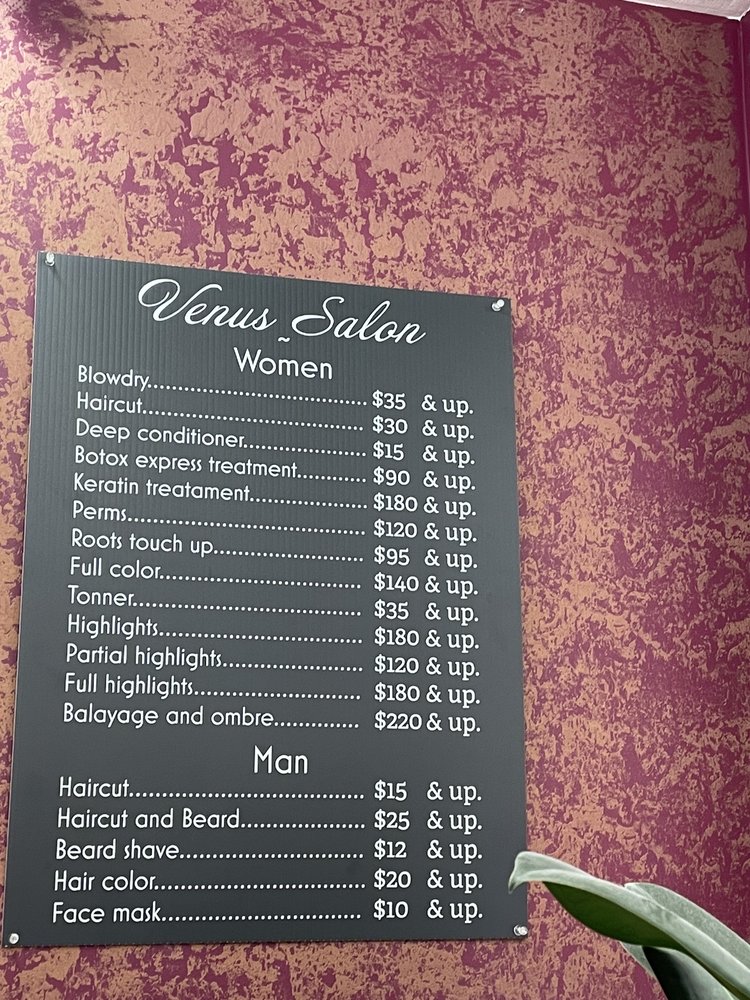 Venus Salon
~
Women
Blowdry.................................... $35 & up.
Haircut..................................... $30 & up.
Deep conditioner.................... $15 & up.
Botox express treatment............ $90 & up.
Keratin treatament.................... $180 & up.
Perms....................................... $120 & up.
Roots touch up......................... $95 & up.
Full color.................................. $140 & up.
Tonner...................................... $35 & up.
Highlights.................................. $180 & up.
Partial highlights....................... $120 & up.
Full highlights............................ $180 & up.
Balayage and ombre.............. $220 & up.
Man
Haircut...................................... $15 & up.
Haircut and Beard.................... $25 & up.
Beard shave.............................. $12 & up.
Hair color.................................. $20 & up.
Face mask................................ $10 & up.